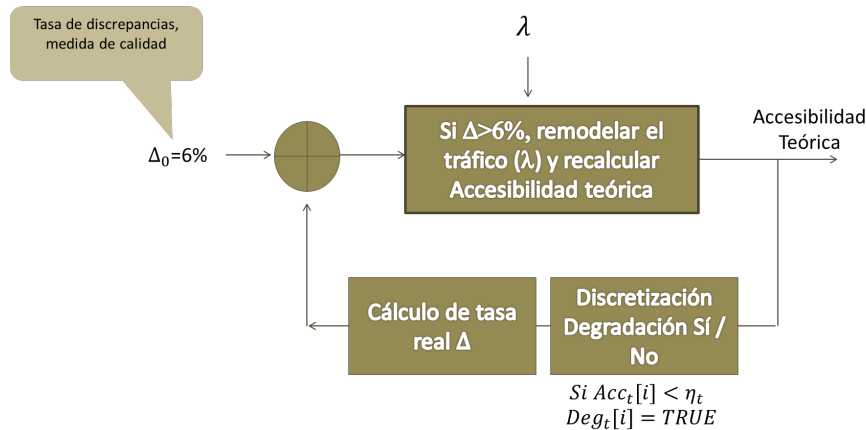 Tasa de discrepancias,
medida de calidad
λ
Δ₀=6%
Si Δ>6%, remodelar el
tráfico (λ) y recalcular
Accesibilidad teórica
Accesibilidad
Teórica
Cálculo de tasa
real Δ
Discretización
Degradación Sí /
No
Si Accₜ[i] < ηₜ
Degₜ[i] = TRUE